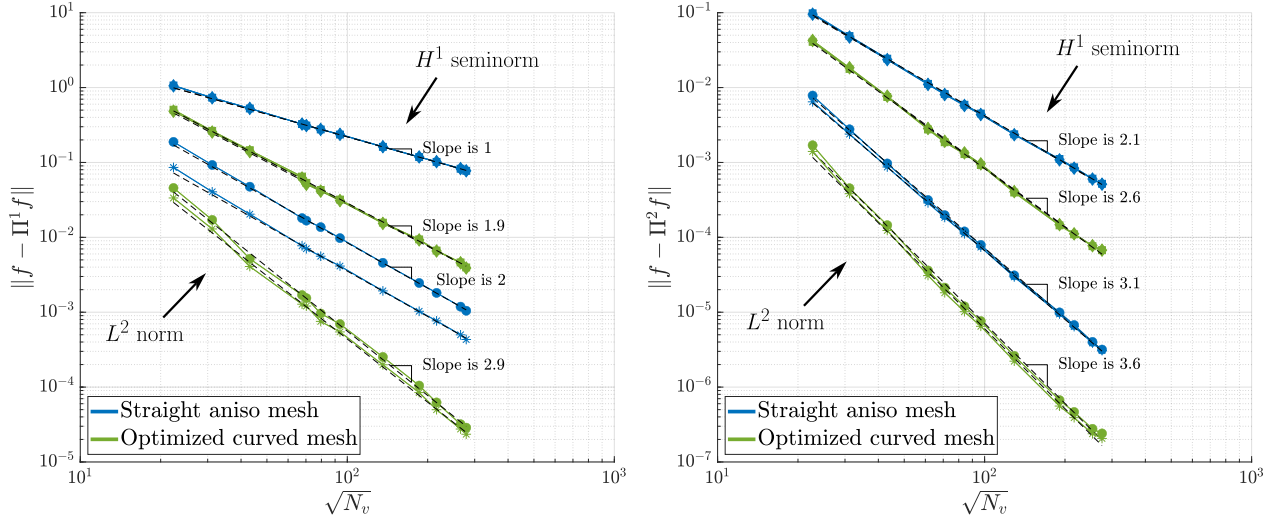 10^1
10^0
10^{-1}
10^{-2}
10^{-3}
10^{-4}
10^{-5}
‖f − Π^1 f‖
H^1 seminorm
Slope is 1
Slope is 1.9
Slope is 2
L^2 norm
Slope is 2.9
Straight aniso mesh
Optimized curved mesh
10^1
10^2
10^3
√N_v
10^{-1}
10^{-2}
10^{-3}
10^{-4}
10^{-5}
10^{-6}
10^{-7}
‖f − Π^2 f‖
H^1 seminorm
Slope is 2.1
Slope is 2.6
Slope is 3.1
L^2 norm
Slope is 3.6
Straight aniso mesh
Optimized curved mesh
10^1
10^2
10^3
√N_v